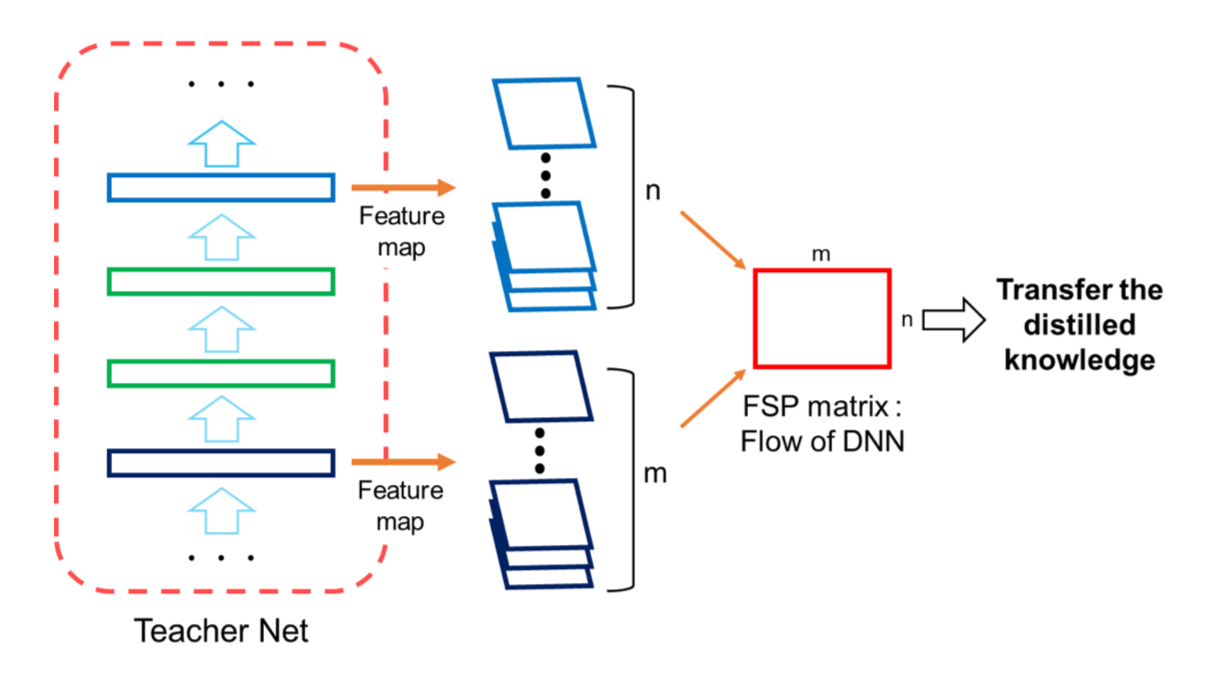 . . .
Feature
map
n
m
n
Transfer the
distilled
knowledge
FSP matrix :
Flow of DNN
Feature
map
m
. . .
Teacher Net